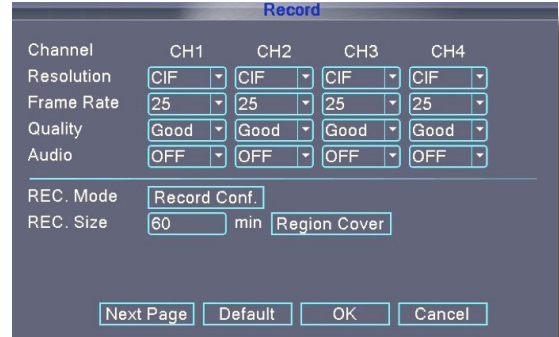 Record
Channel CH1 CH2 CH3 CH4
Resolution CIF CIF CIF CIF
Frame Rate 25 25 25 25
Quality Good Good Good Good
Audio OFF OFF OFF OFF
REC. Mode Record Conf.
REC. Size 60 min Region Cover
Next Page Default OK Cancel